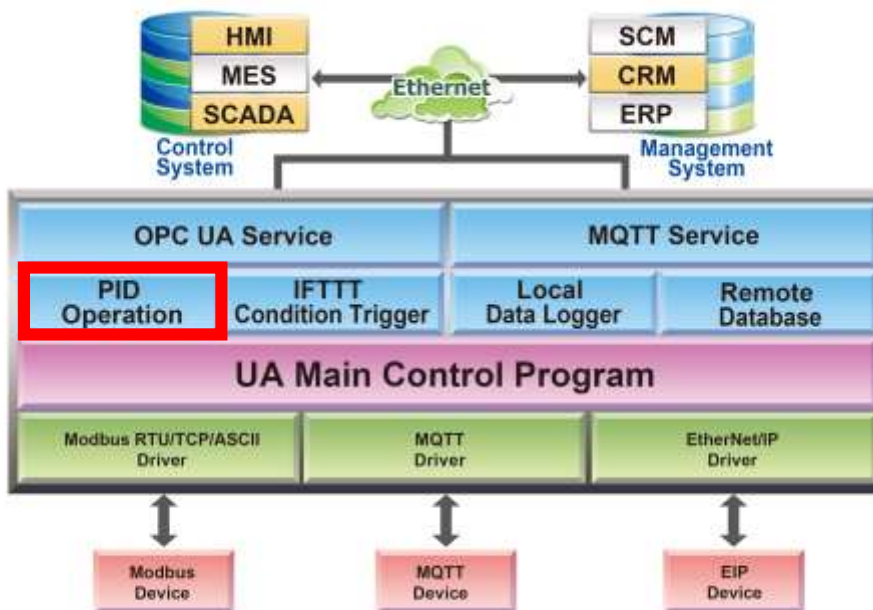 HMI
MES
SCADA
Control
System
Ethernet
SCM
CRM
ERP
Management
System
OPC UA Service
MQTT Service
PID
Operation
IFTTT
Condition Trigger
Local
Data Logger
Remote
Database
UA Main Control Program
Modbus RTU/TCP/ASCII
Driver
MQTT
Driver
EtherNet/IP
Driver
Modbus
Device
MQTT
Device
EIP
Device